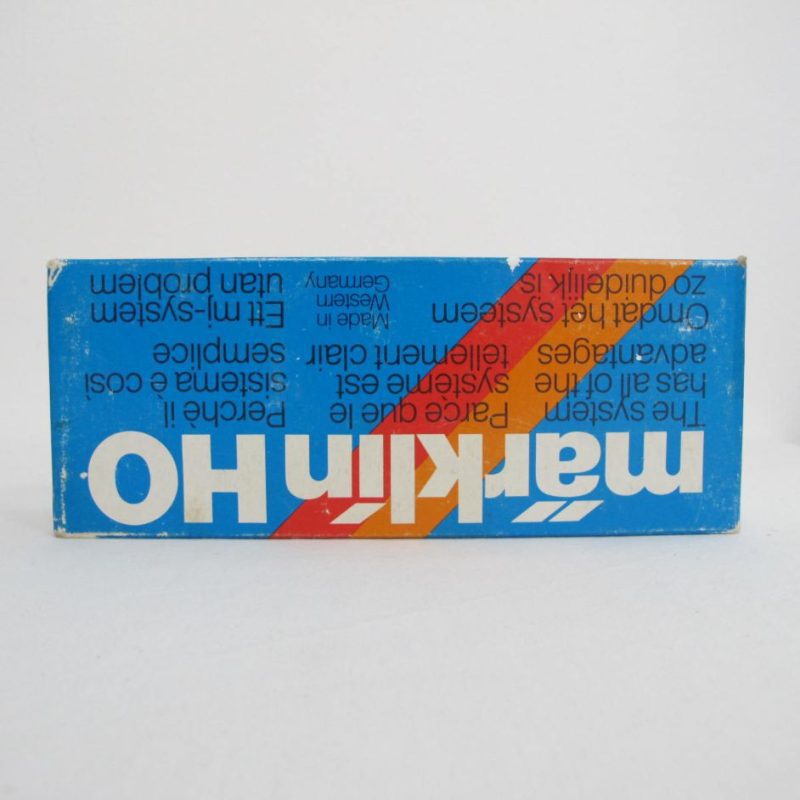 märklin HO
The system
has all of the
advantages
Parce que le
système est
tellement clair
Perchè il
sistema è così
semplice
Omdat het systeem
zo duidelijk is
Made in
Western
Germany
Ett mj-system
utan problem